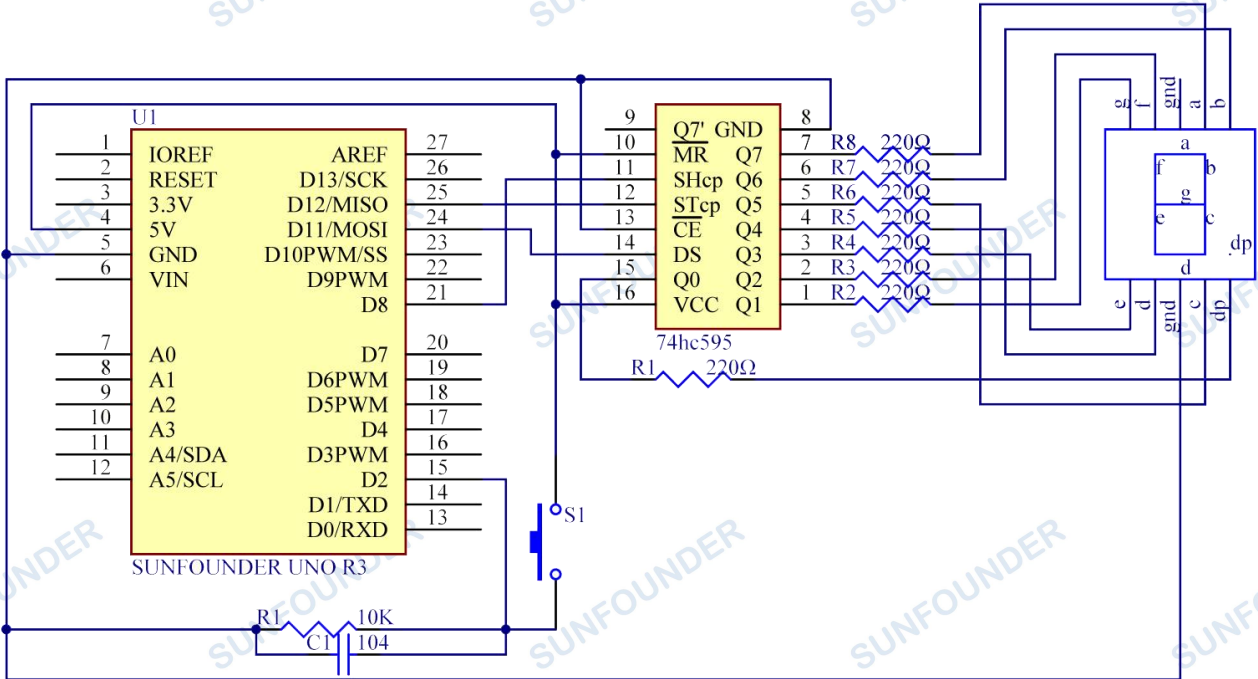 U1
1 IOREF AREF 27
2 RESET D13/SCK 26
3 3.3V D12/MISO 25
4 5V D11/MOSI 24
5 GND D10PWM/SS 23
6 VIN D9PWM 22
D8 21
7 A0 D7 20
8 A1 D6PWM 19
9 A2 D5PWM 18
10 A3 D4 17
11 A4/SDA D3PWM 16
12 A5/SCL D2 15
D1/TXD 14
D0/RXD 13
SUNFOUNDER UNO R3
9 Q7' GND 8
10 MR Q7 7 R8 220Ω
11 SHcp Q6 6 R7 220Ω
12 STcp Q5 5 R6 220Ω
13 CE Q4 4 R5 220Ω
14 DS Q3 3 R4 220Ω
15 Q0 Q2 2 R3 220Ω
16 VCC Q1 1 R2 220Ω
74hc595
R1 220Ω
g f gnd a b
a
f b
g
e c
dp
d
e d gnd c dp
S1
R1 10K
C1 104
SUNFOUNDER
SUNFOUNDER
SUNFOUNDER
SUNFOUNDER
SUNFOUNDER